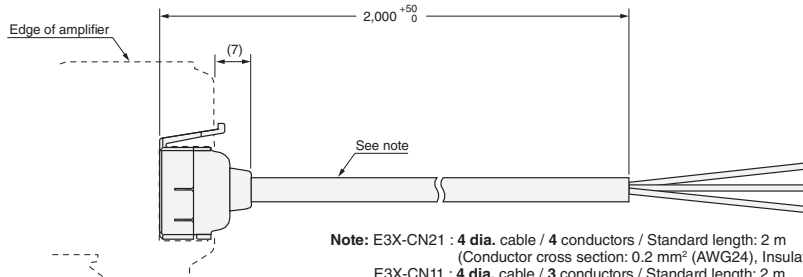 2,000 +50 0
Edge of amplifier
(7)
See note
Note: E3X-CN21 : 4 dia. cable / 4 conductors / Standard length: 2 m
(Conductor cross section: 0.2 mm² (AWG24), Insula
E3X-CN11 : 4 dia. cable / 3 conductors / Standard length: 2 m